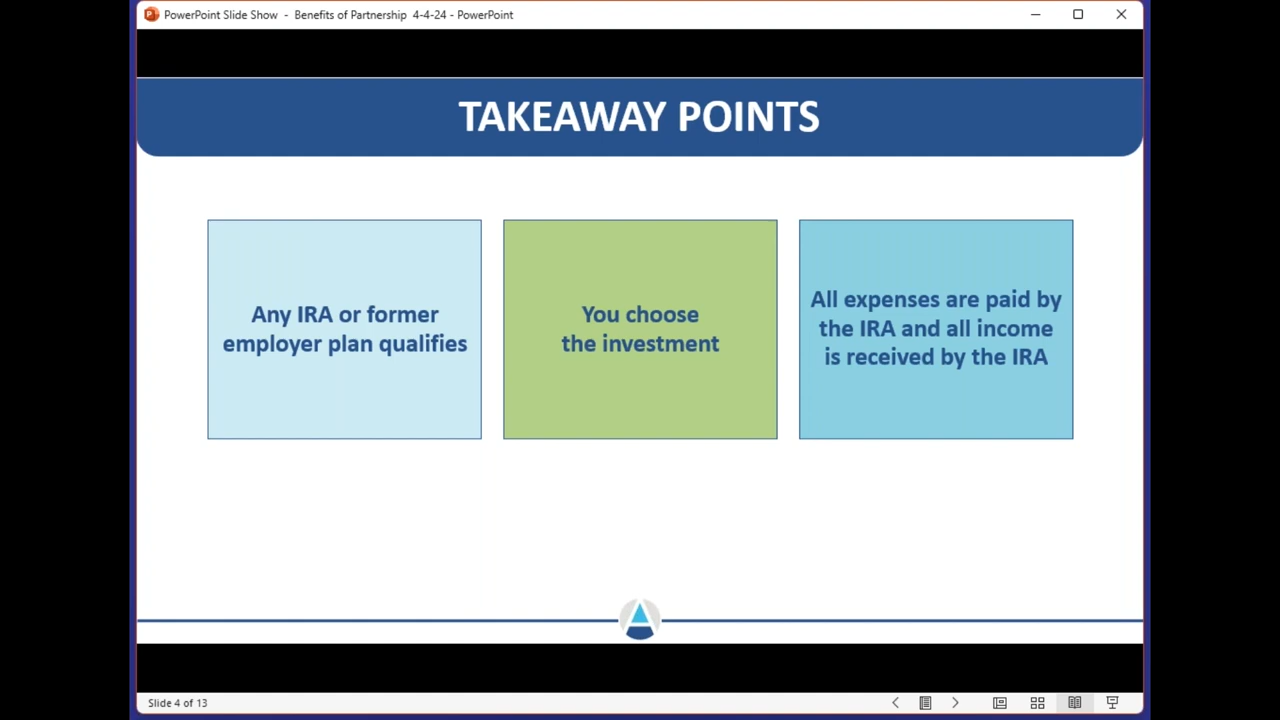 PowerPoint Slide Show - Benefits of Partnership 4-4-24 - PowerPoint
TAKEAWAY POINTS
Any IRA or former
employer plan qualifies
You choose
the investment
All expenses are paid by
the IRA and all income
is received by the IRA
Slide 4 of 13